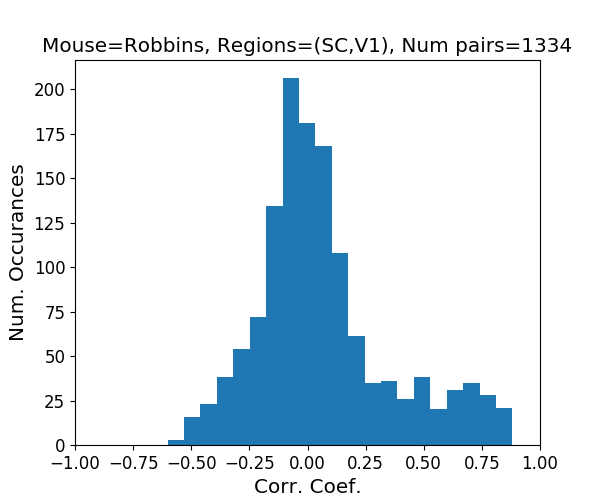 Mouse=Robbins, Regions=(SC,V1), Num pairs=1334
200
175
150
125
100
75
50
25
0
Num. Occurances
−1.00 −0.75 −0.50 −0.25 0.00 0.25 0.50 0.75 1.00
Corr. Coef.